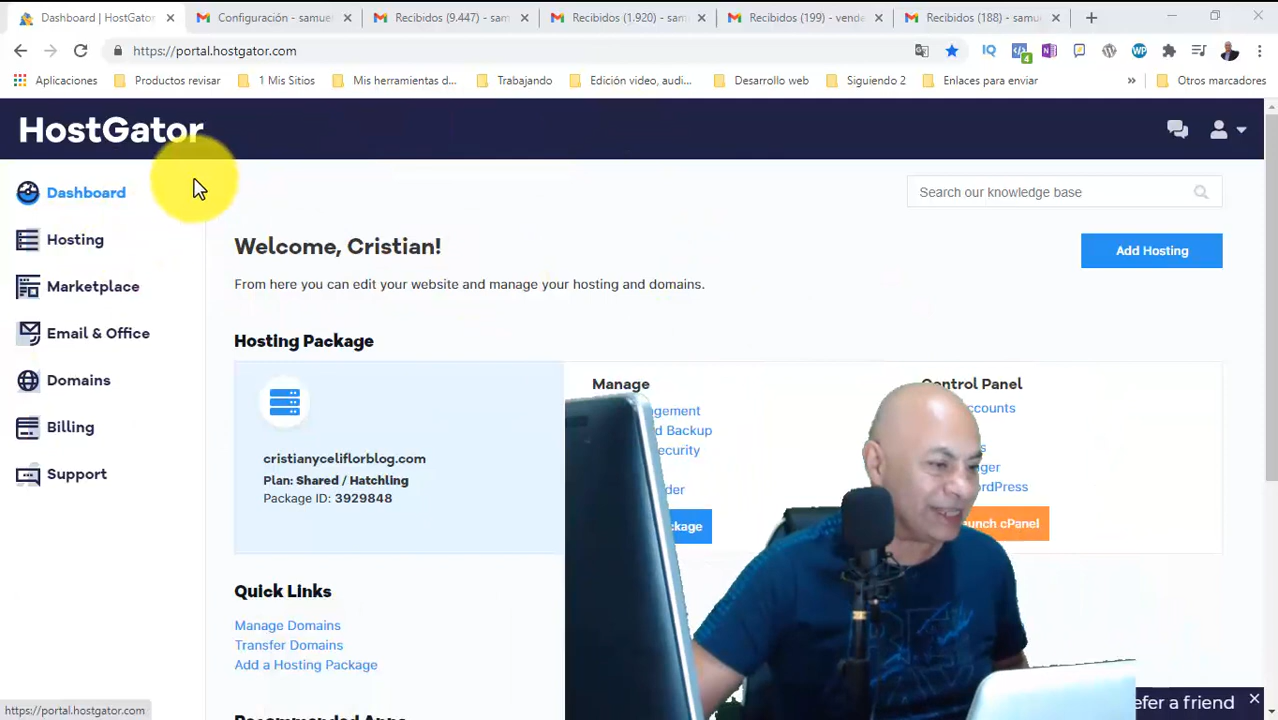 Dashboard | HostGator
Configuración - samue
Recibidos (9.447) - sam
Recibidos (1.920) - sam
Recibidos (199) - vende
Recibidos (188) - samu
https://portal.hostgator.com
4
Aplicaciones
Productos revisar
1 Mis Sitios
Mis herramientas d...
Trabajando
Edición video, audi...
Desarrollo web
Siguiendo 2
Enlaces para enviar
Otros marcadores
HostGator
Dashboard
Search our knowledge base
Hosting
Welcome, Cristian!
Add Hosting
Marketplace
From here you can edit your website and manage your hosting and domains.
Email & Office
Hosting Package
Domains
Manage
ntrol Panel
gement
ccounts
Billing
d Backup
cristianyceliflorblog.com
ecurity
s
Support
Plan: Shared / Hatchling
ger
Package ID: 3929848
der
ordPress
ckage
unch cPanel
Quick Links
Manage Domains
Transfer Domains
Add a Hosting Package
https://portal.hostgator.com
efer a friend